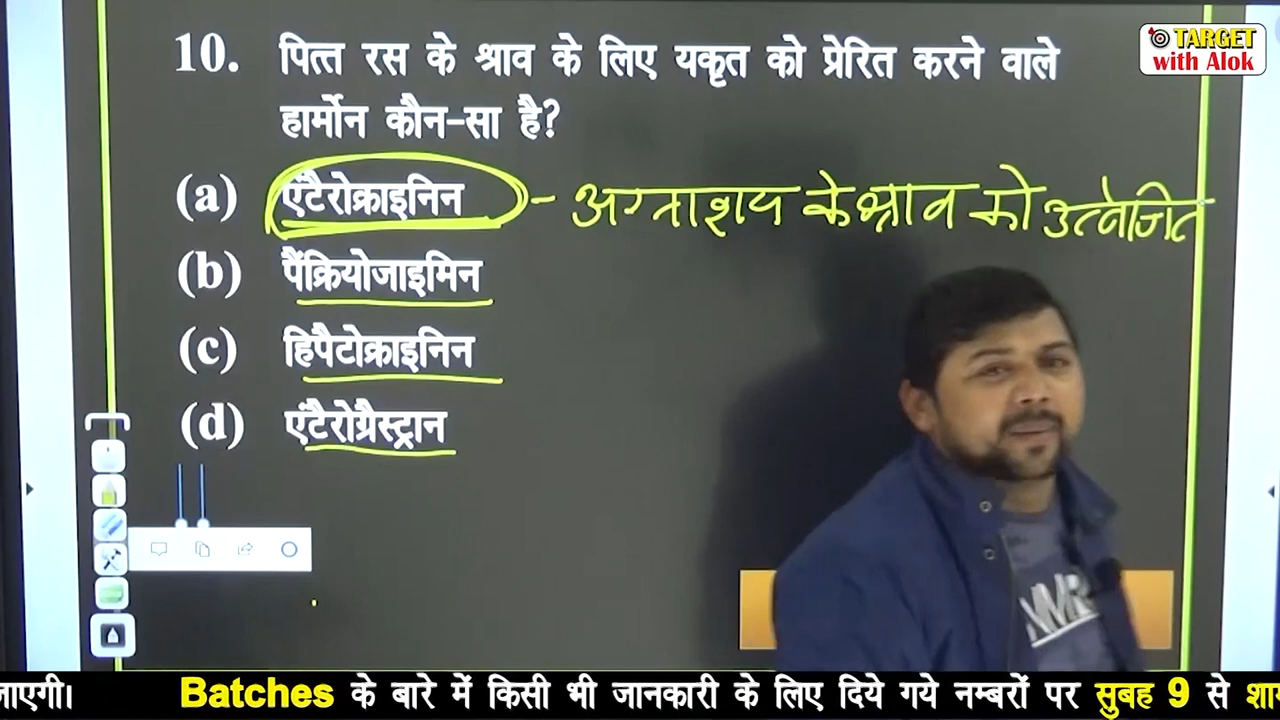 TARGET
with Alok
10. पित्त रस के श्राव के लिए यकृत को प्रेरित करने वाले
हार्मोन कौन-सा है?
(a) एंटैरोक्राइनिन - अग्नाशय के श्राव को उत्तेजित
(b) पैंक्रियोजाइमिन
(c) हिपैटोक्राइनिन
(d) एंटैरोग्रैस्ट्रान
जाएगी। Batches के बारे में किसी भी जानकारी के लिए दिये गये नम्बरों पर सुबह 9 से